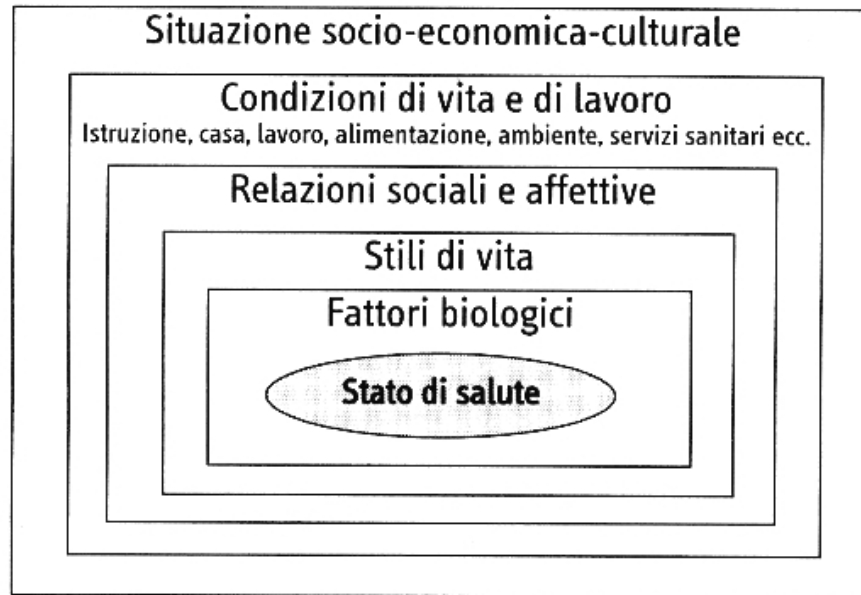 Situazione socio-economica-culturale
Condizioni di vita e di lavoro
Istruzione, casa, lavoro, alimentazione, ambiente, servizi sanitari ecc.
Relazioni sociali e affettive
Stili di vita
Fattori biologici
Stato di salute